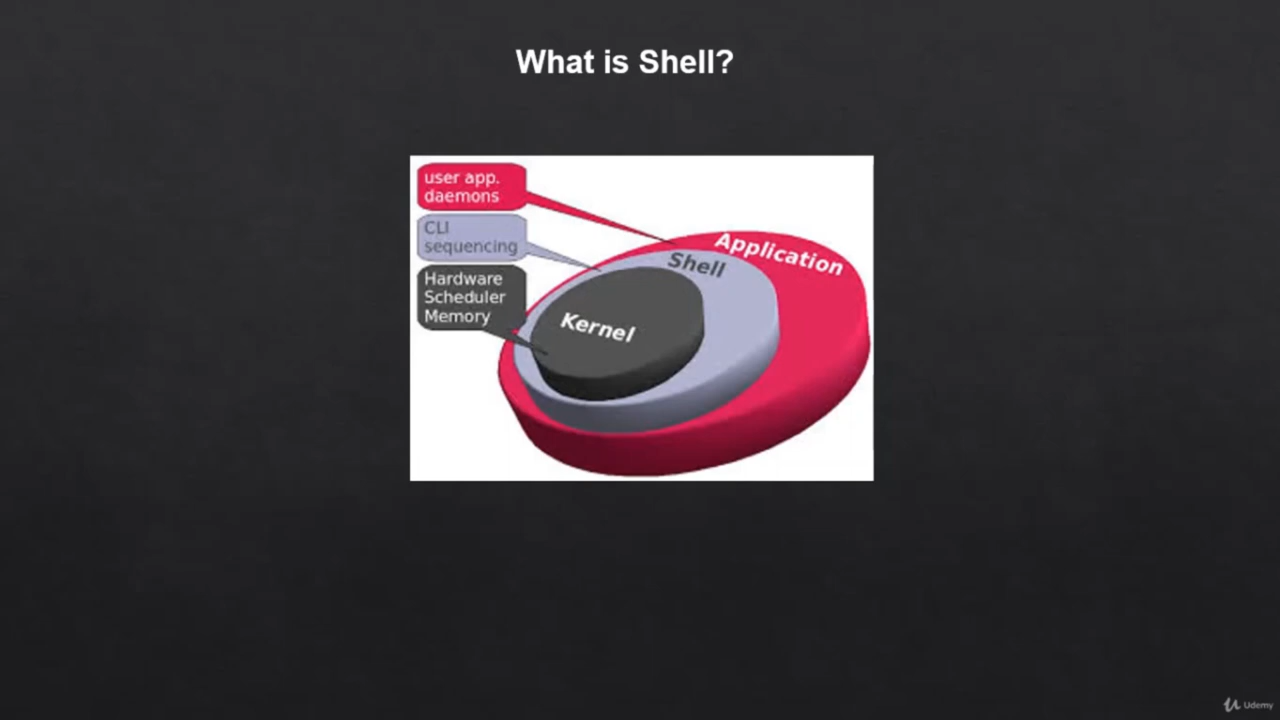 What is Shell?
user app.
daemons
CLI
sequencing
Hardware
Scheduler
Memory
Application
Shell
Kernel
Udemy